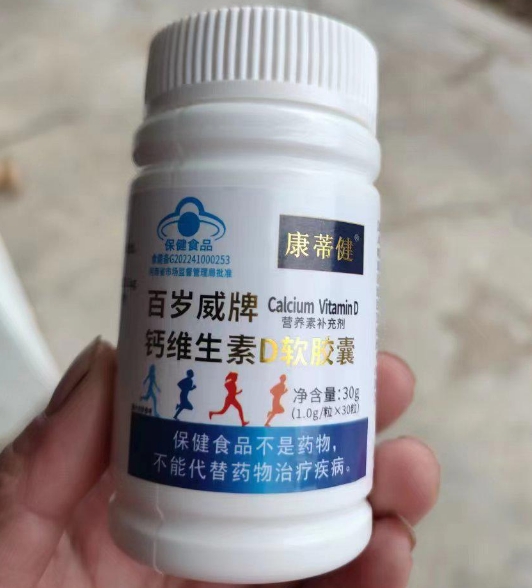 保健食品
食健备G202241000253
河南省市场监督管理局批准
康蒂健®
百岁威牌
Calcium Vitamin D
营养素补充剂
钙维生素D软胶囊
净含量:30g
(1.0g/粒×30粒)
保健食品不是药物,
不能代替药物治疗疾病。